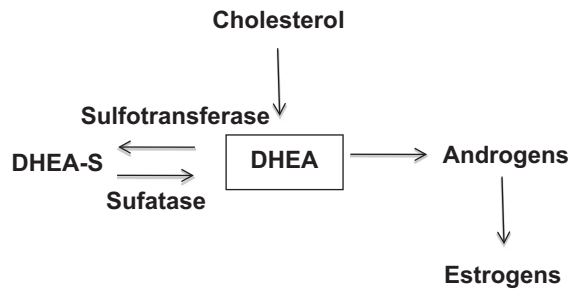 Cholesterol
Sulfotransferase
DHEA-S
DHEA
Androgens
Sufatase
Estrogens